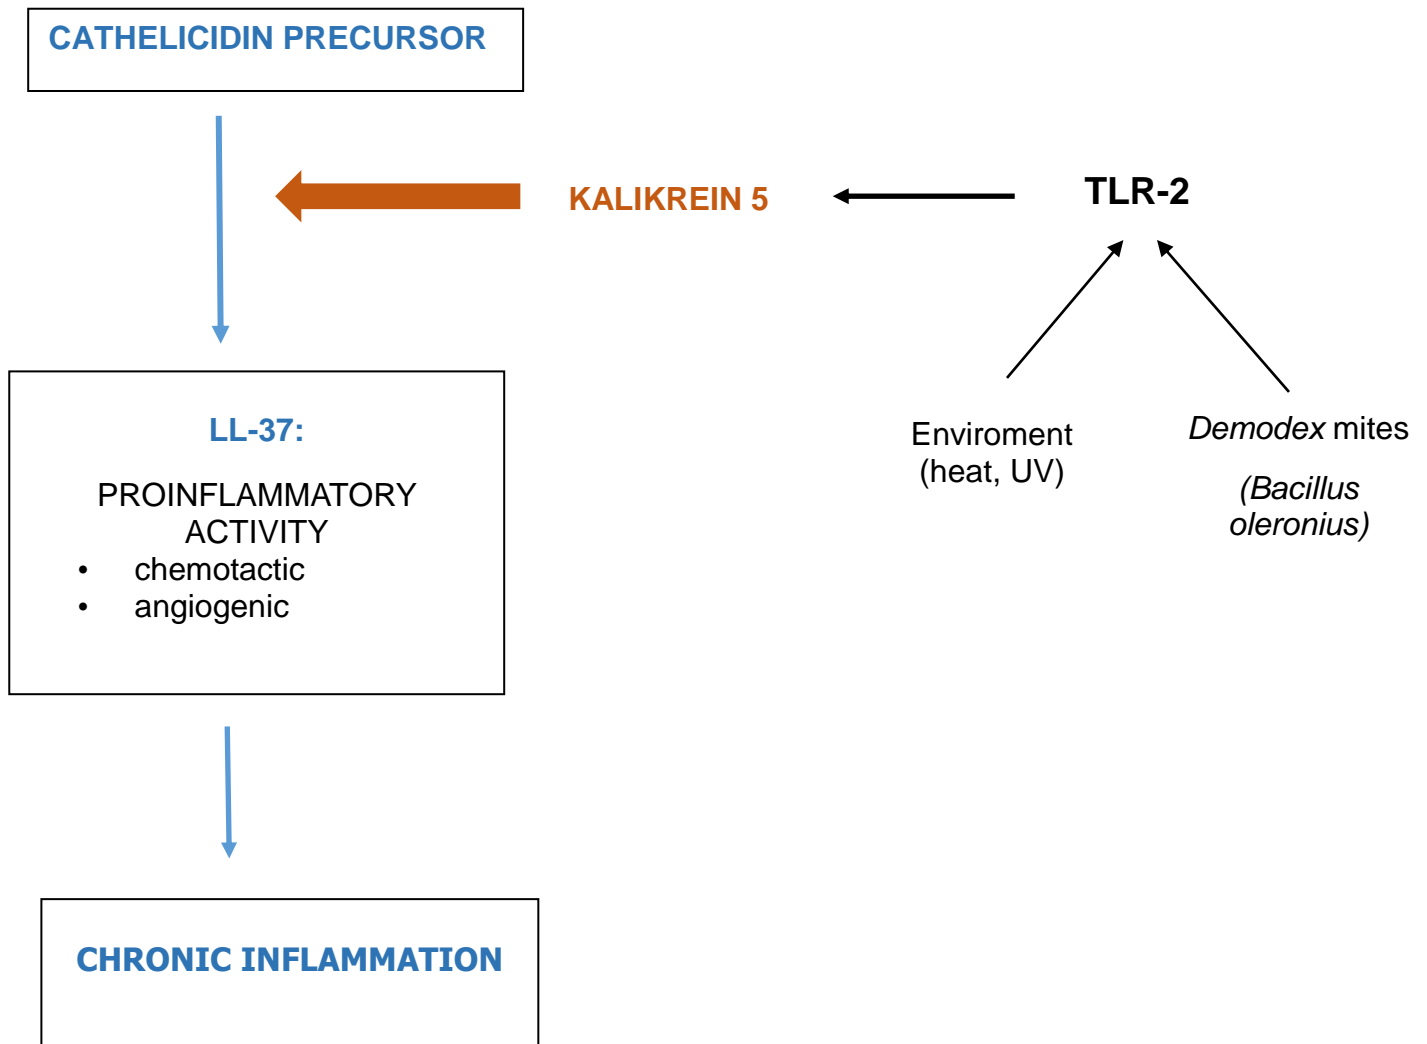 CATHELICIDIN PRECURSOR
KALIKREIN 5
TLR-2
LL-37:
PROINFLAMMATORY
ACTIVITY
• chemotactic
• angiogenic
Enviroment
(heat, UV)
Demodex mites
(Bacillus
oleronius)
CHRONIC INFLAMMATION